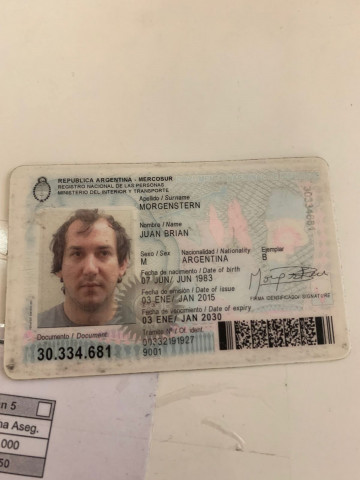 REPUBLICA ARGENTINA - MERCOSUR
REGISTRO NACIONAL DE LAS PERSONAS
MINISTERIO DEL INTERIOR Y TRANSPORTE
Apellido / Surname
MORGENSTERN
Nombre / Name
JUAN BRIAN
Sexo / Sex Nacionalidad / Nationality Ejemplar
M ARGENTINA B
Fecha de nacimiento / Date of birth
07 JUN/ JUN 1983
Fecha de emisión / Date of issue
03 ENE/ JAN 2015
FIRMA IDENTIFICADO / SIGNATURE
Fecha de vencimiento / Date of expiry
03 ENE/ JAN 2030
Documento / Document
30.334.681
Trámite Nº / Of. ident.
00332191927
9001
n 5
na Aseg.
000
50